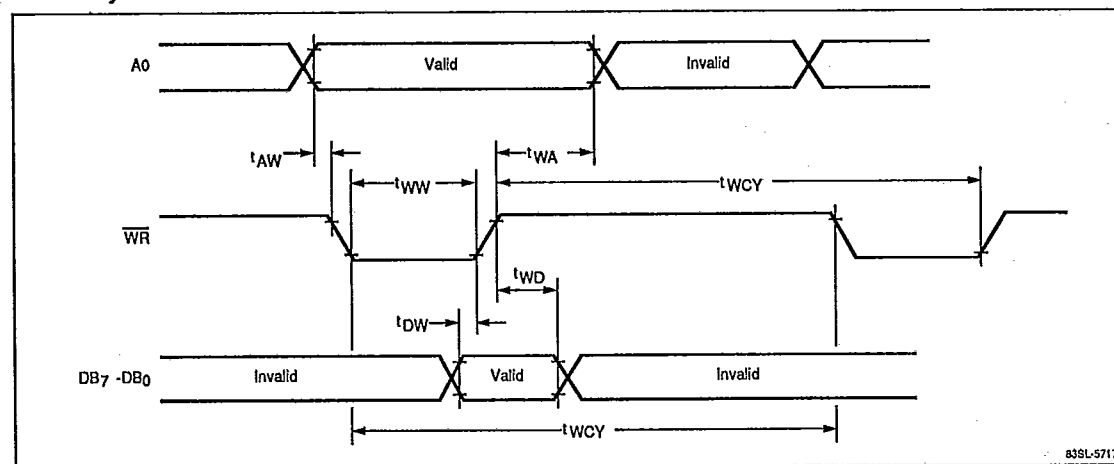 A0
Valid
Invalid
tAW
tWA
tWW
tWCY
WR
tWD
tDW
DB7 -DB0
Invalid
Valid
Invalid
tWCY
83SL-5717